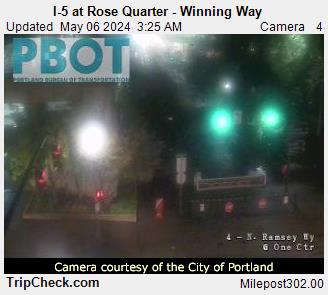 I-5 at Rose Quarter - Winning Way
Updated May 06 2024 3:25 AM Camera 4
PBOT
PORTLAND BUREAU OF TRANSPORTATION
4 - N. Ramsey Wy
@ One Ctr
Camera courtesy of the City of Portland
TripCheck.com Milepost302.00